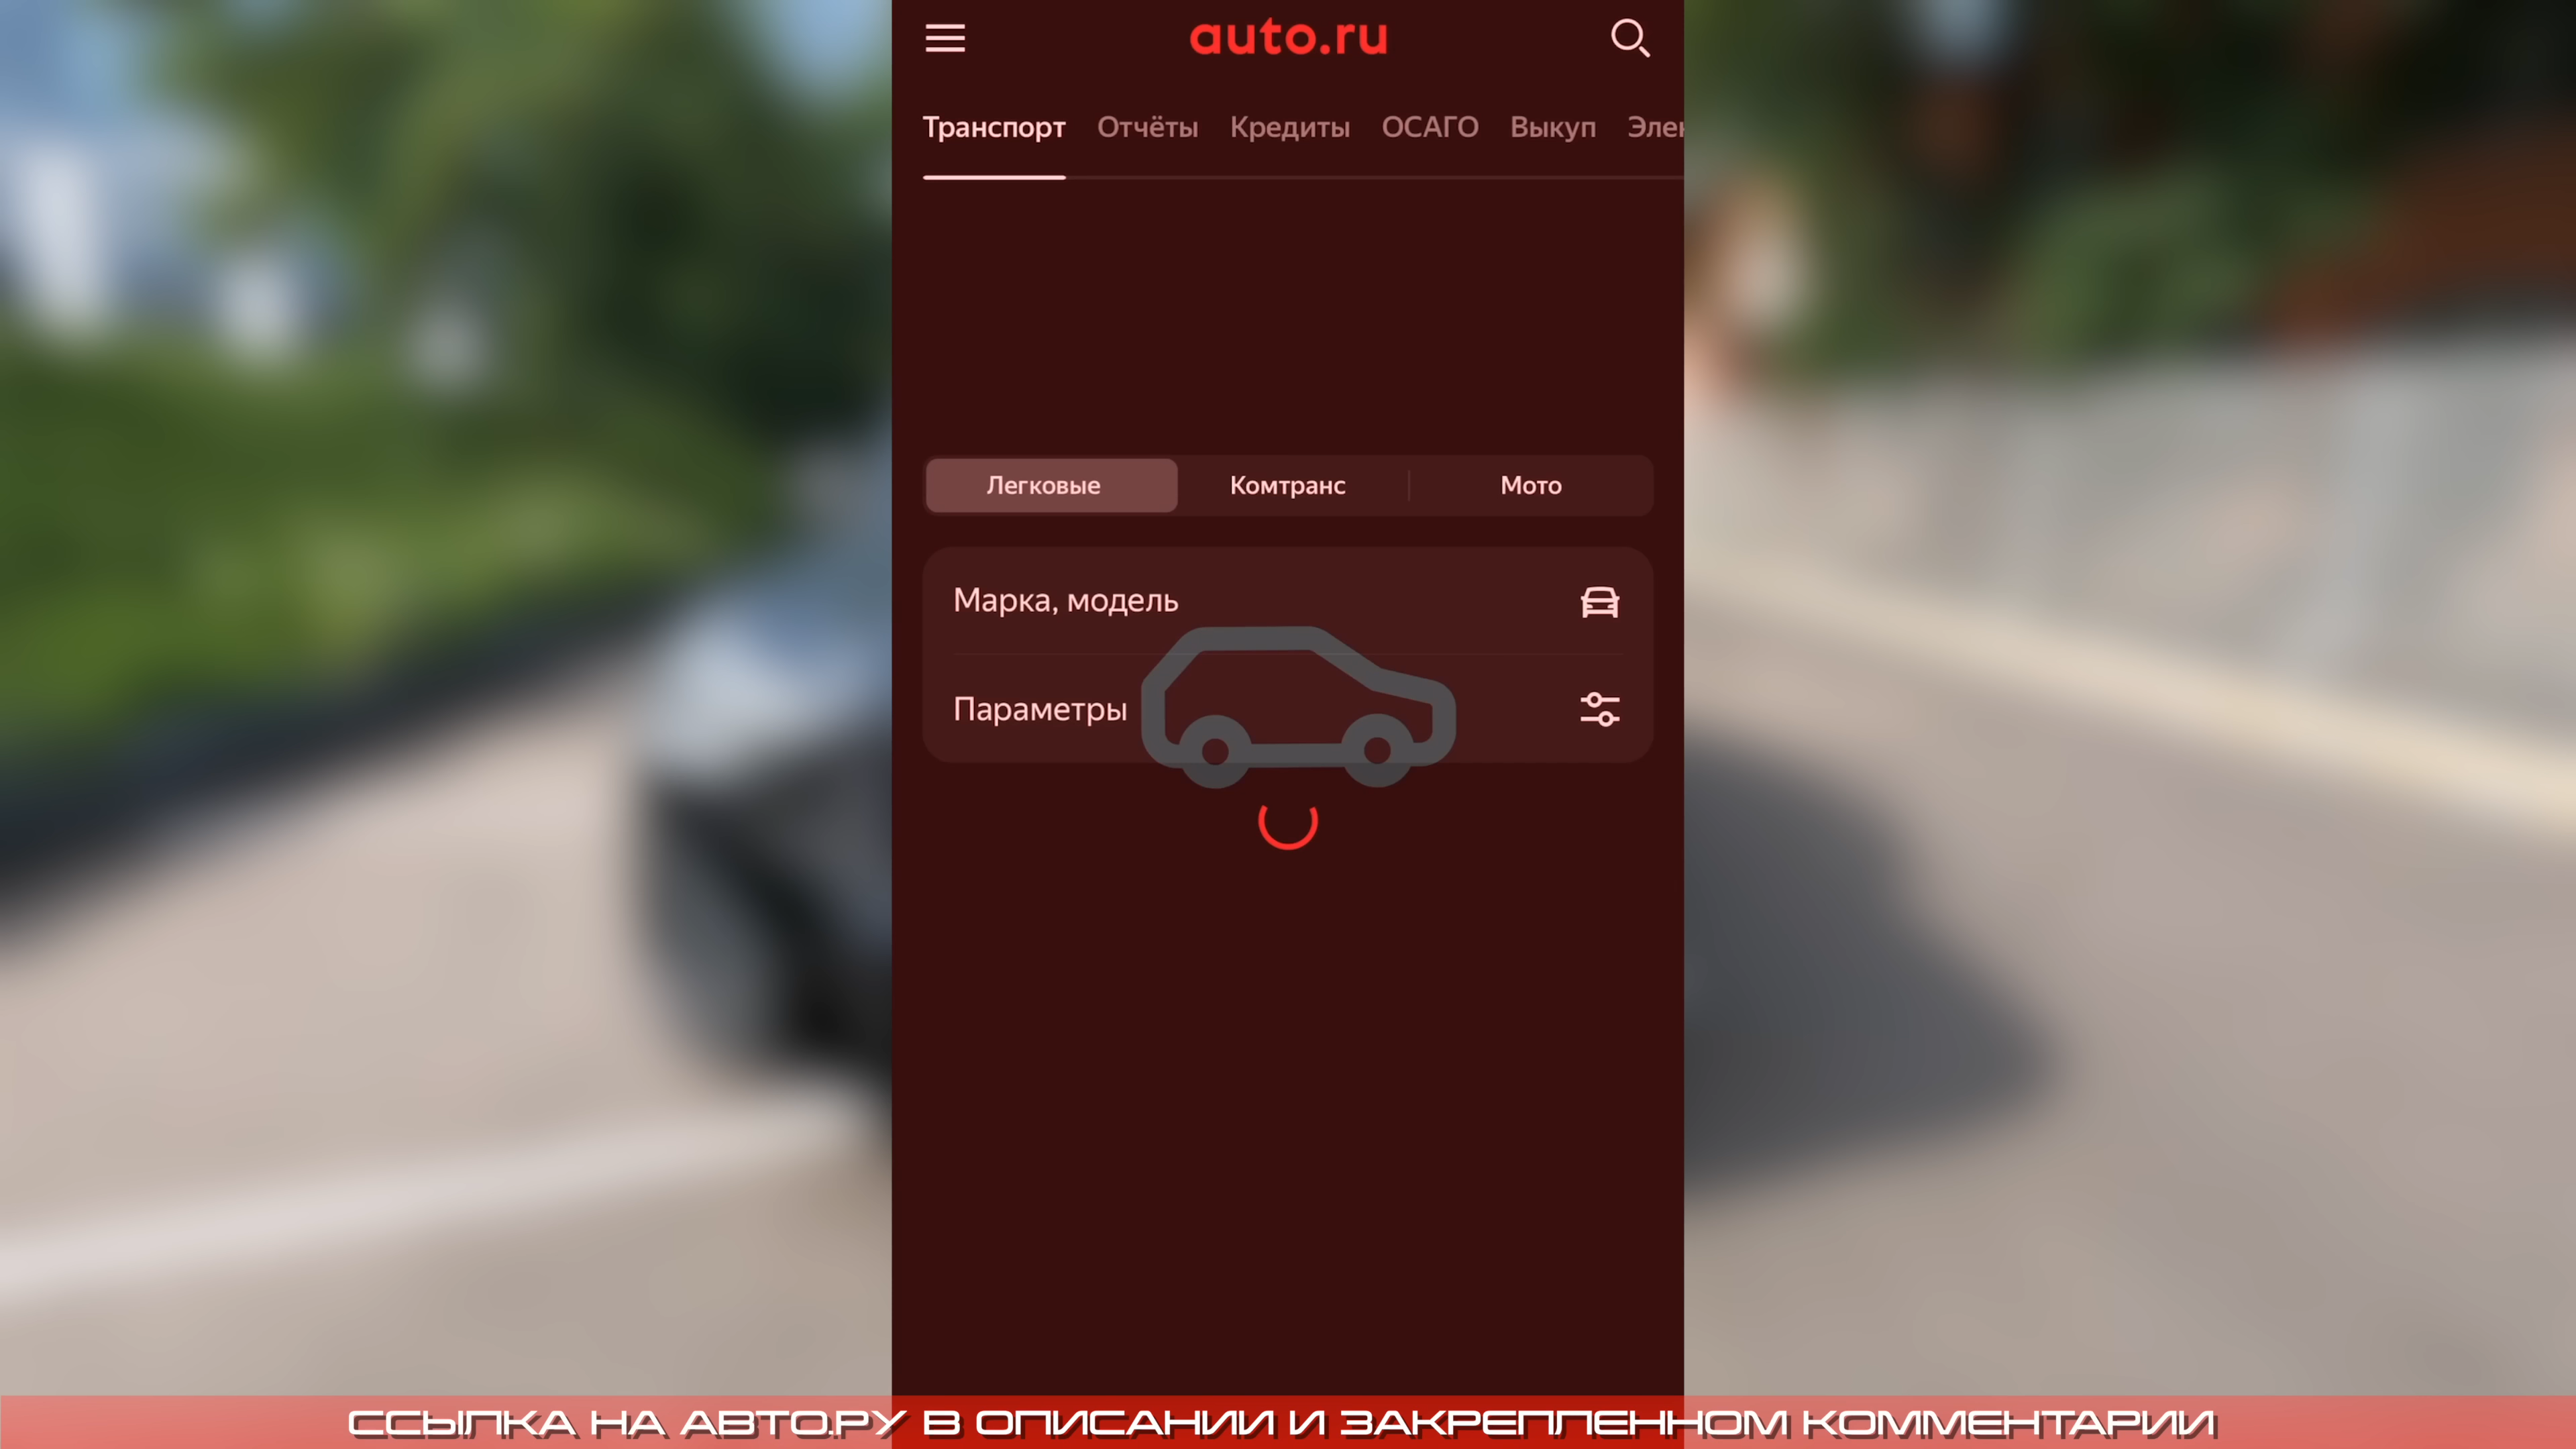 auto.ru
Транспорт Отчёты Кредиты ОСАГО Выкуп Элек
Легковые Комтранс Мото
Марка, модель
Параметры
ССЫЛКА НА АВТО.РУ В ОПИСАНИИ И ЗАКРЕПЛЕННОМ КОММЕНТАРИИ